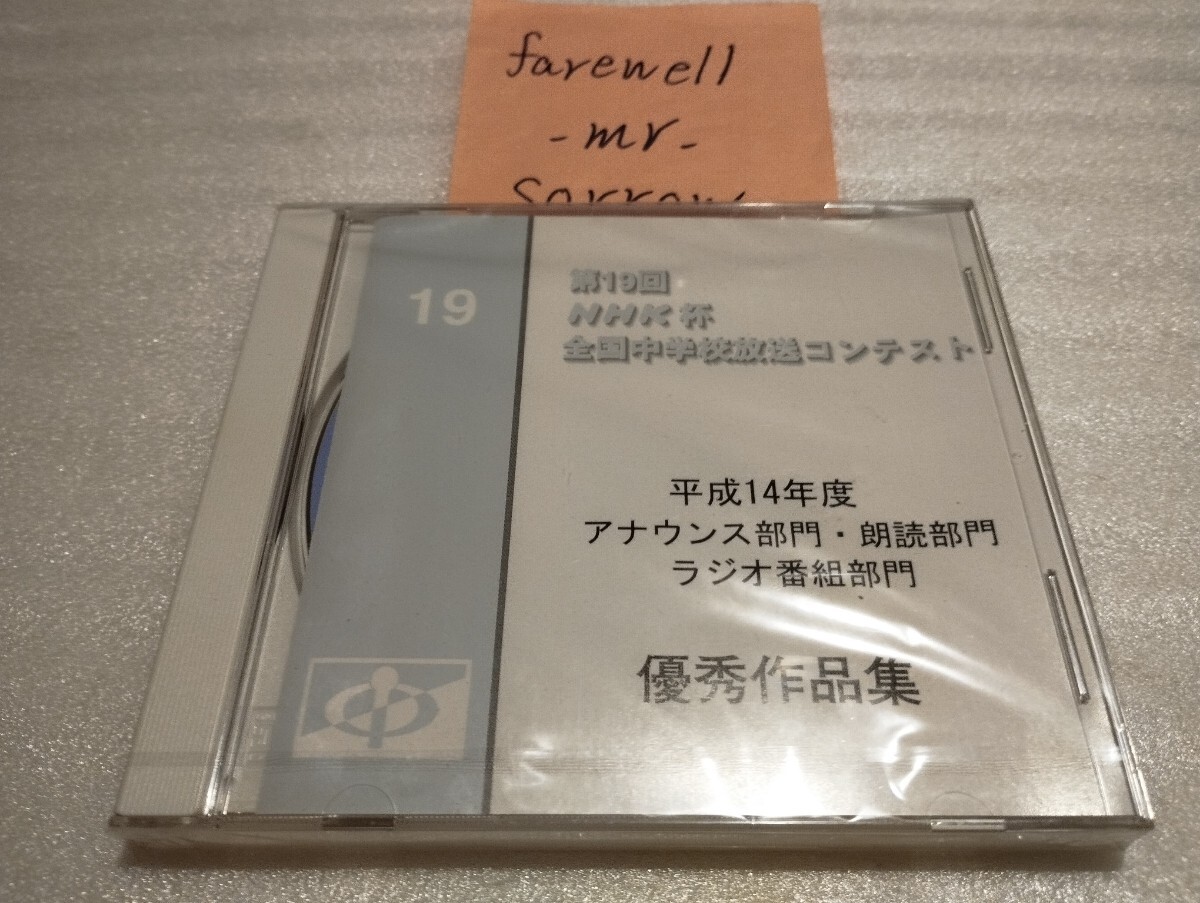 farewell
-mr-
sorrow
19
第19回
NHK杯
全国中学校放送コンテスト
平成14年度
アナウンス部門・朗読部門
ラジオ番組部門
優秀作品集